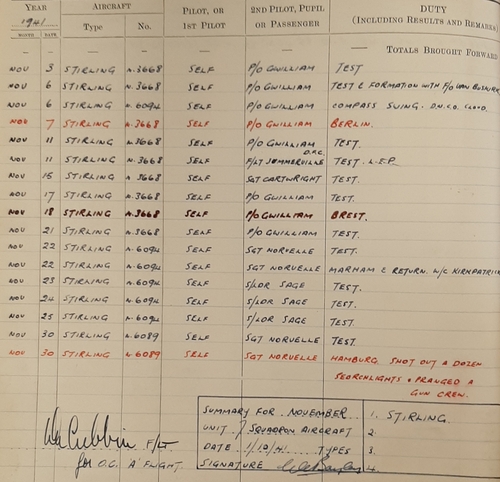 YEAR AIRCRAFT PILOT, OR 2ND PILOT, PUPIL DUTY
1941 Type No. 1ST PILOT OR PASSENGER (INCLUDING RESULTS AND REMARKS)
MONTH DATE
— — — — — — TOTALS BROUGHT FORWARD
NOV 3 STIRLING N.3668 SELF P/O GWILLIAM TEST
NOV 6 STIRLING N.3668 SELF P/O GWILLIAM TEST & FORMATION WITH F/O VAN
NOV 6 STIRLING N.6094 SELF P/O GWILLIAM COMPASS SWING. D.N.C.O. CLOUD.
NOV 7 STIRLING N.3668 SELF P/O GWILLIAM BERLIN.
NOV 11 STIRLING N.3668 SELF P/O GWILLIAM TEST.
D.F.C.
NOV 11 STIRLING N.3668 SELF F/LT SOMMERVILLE TEST. L-E-P.
NOV 15 STIRLING N.3668 SELF SGT CARTWRIGHT TEST.
NOV 17 STIRLING N.3668 SELF P/O GWILLIAM TEST.
NOV 18 STIRLING N.3668 SELF P/O GWILLIAM BREST.
NOV 21 STIRLING N.3668 SELF P/O GWILLIAM TEST.
NOV 22 STIRLING N.6094 SELF SGT NORVELLE TEST.
NOV 22 STIRLING N.6094 SELF SGT NORVELLE MARHAM & RETURN. W/C KIRKPATRICK
NOV 23 STIRLING N.6094 SELF S/LDR SAGE TEST.
NOV 24 STIRLING N.6094 SELF S/LDR SAGE TEST.
NOV 25 STIRLING N.6094 SELF S/LDR SAGE TEST.
NOV 30 STIRLING N.6089 SELF SGT NORVELLE TEST.
NOV 30 STIRLING N.6089 SELF SGT NORVELLE HAMBURG. SHOT OUT A DOZEN
SEARCHLIGHTS & PRANGED A
GUN CREW.
SUMMARY FOR NOVEMBER 1. STIRLING.
UNIT 7 SQUADRON AIRCRAFT 2.
DATE 1/12/41 TYPES 3.
SIGNATURE 4.
F/LT
for O.C. 'A' FLIGHT